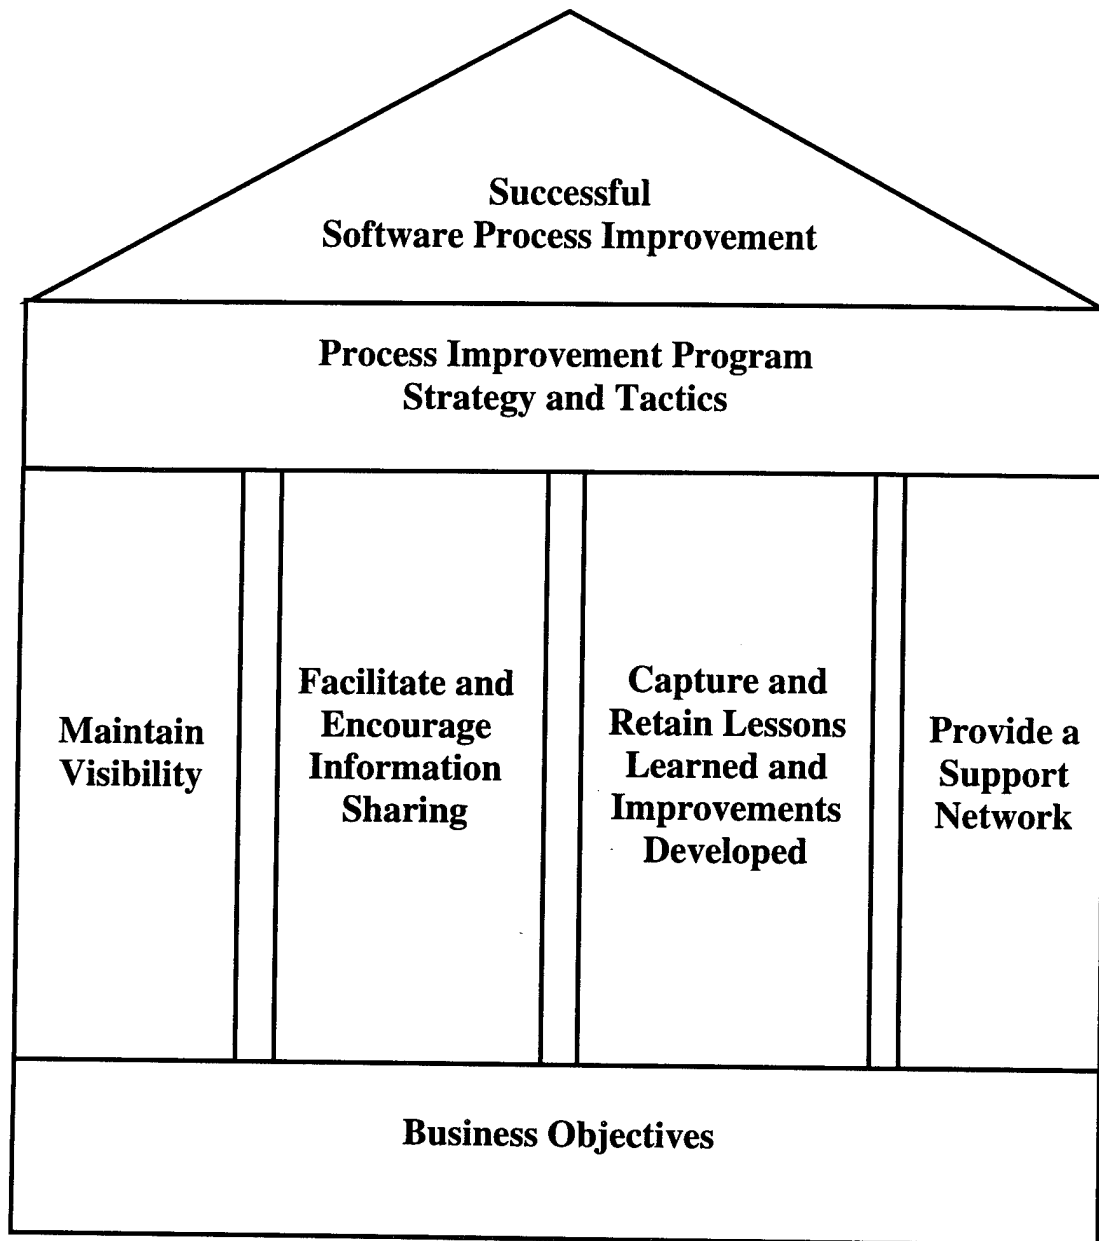 Successful
Software Process Improvement
Process Improvement Program
Strategy and Tactics
Maintain
Visibility
Facilitate and
Encourage
Information
Sharing
Capture and
Retain Lessons
Learned and
Improvements
Developed
Provide a
Support
Network
Business Objectives